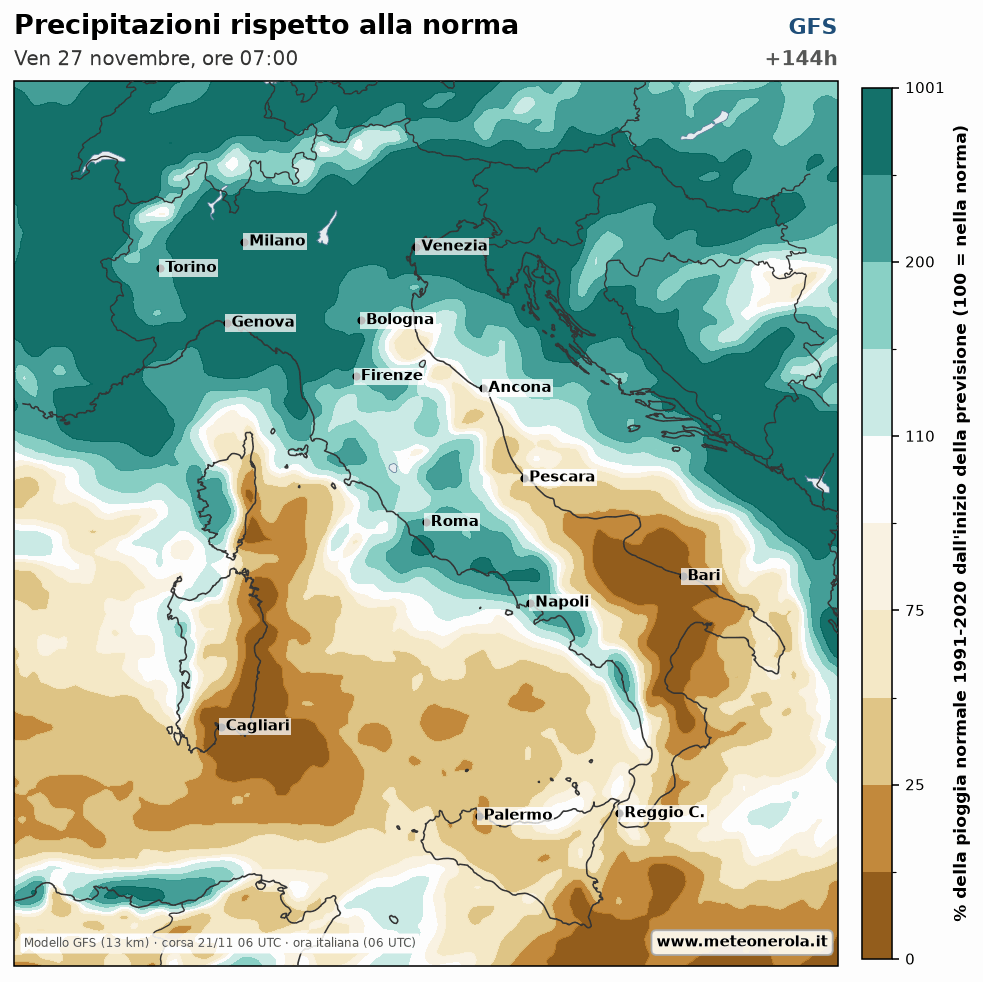 Precipitazioni rispetto alla norma
GFS
Ven 27 novembre, ore 07:00
+144h
1001
200
110
75
25
0
% della pioggia normale 1991-2020 dall'inizio della previsione (100 = nella norma)
Milano
Venezia
Torino
Genova
Bologna
Firenze
Ancona
Pescara
Roma
Bari
Napoli
Cagliari
Palermo
Reggio C.
Modello GFS (13 km) · corsa 21/11 06 UTC · ora italiana (06 UTC)
www.meteonerola.it